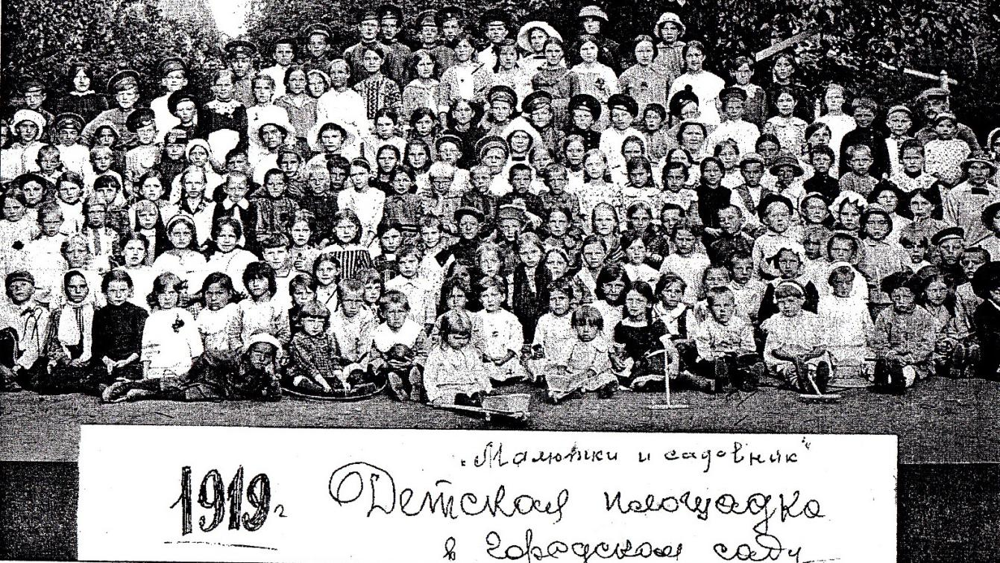 "Малютки и садовник"
1919г Детская площадка
в Городском саду